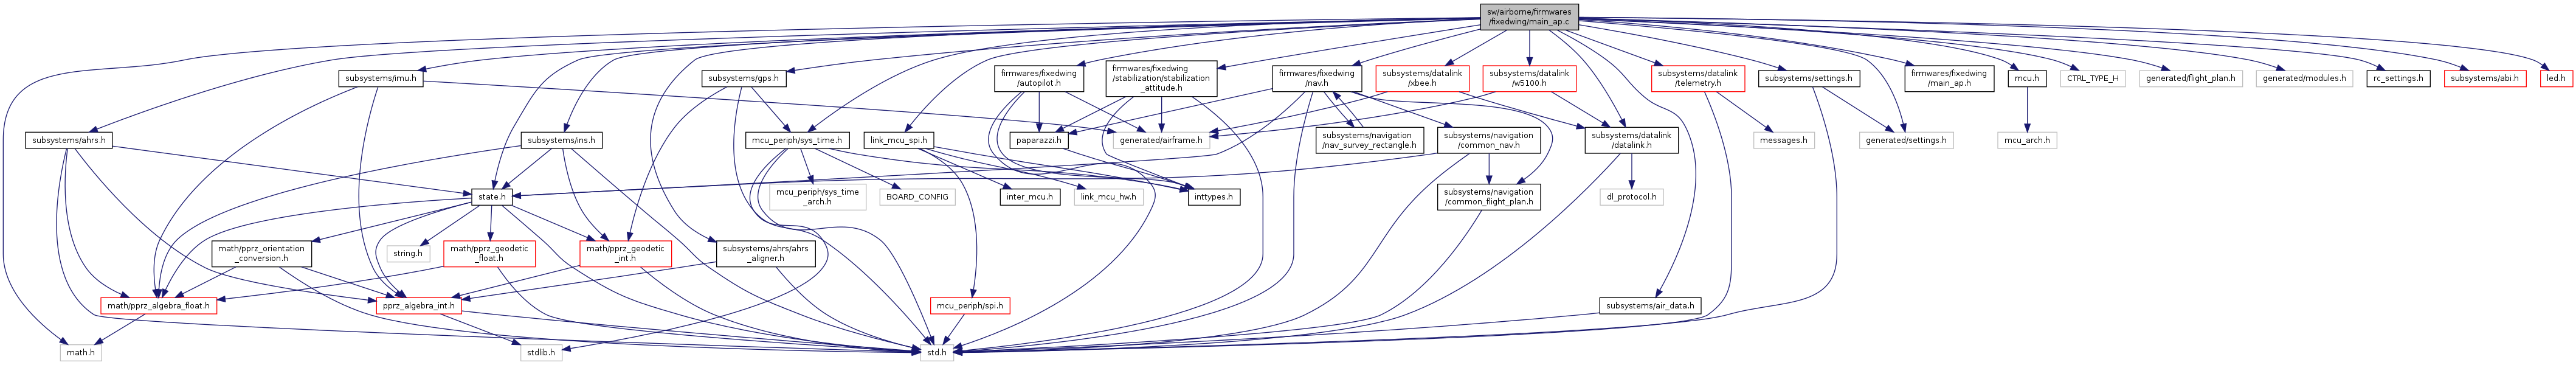 sw/airborne/firmwares
/fixedwing/main_ap.c
subsystems/imu.h
subsystems/gps.h
firmwares/fixedwing
/autopilot.h
firmwares/fixedwing
/stabilization/stabilization
_attitude.h
firmwares/fixedwing
/nav.h
subsystems/datalink
/xbee.h
subsystems/datalink
/w5100.h
subsystems/datalink
/telemetry.h
subsystems/settings.h
firmwares/fixedwing
/main_ap.h
mcu.h
CTRL_TYPE_H
generated/flight_plan.h
generated/modules.h
rc_settings.h
subsystems/abi.h
led.h
subsystems/ahrs.h
subsystems/ins.h
mcu_periph/sys_time.h
link_mcu_spi.h
paparazzi.h
generated/airframe.h
subsystems/navigation
/nav_survey_rectangle.h
subsystems/navigation
/common_nav.h
subsystems/datalink
/datalink.h
messages.h
generated/settings.h
mcu_arch.h
state.h
mcu_periph/sys_time
_arch.h
BOARD_CONFIG
inter_mcu.h
link_mcu_hw.h
inttypes.h
subsystems/navigation
/common_flight_plan.h
dl_protocol.h
math/pprz_orientation
_conversion.h
string.h
math/pprz_geodetic
_float.h
math/pprz_geodetic
_int.h
subsystems/ahrs/ahrs
_aligner.h
math/pprz_algebra_float.h
pprz_algebra_int.h
mcu_periph/spi.h
subsystems/air_data.h
math.h
stdlib.h
std.h